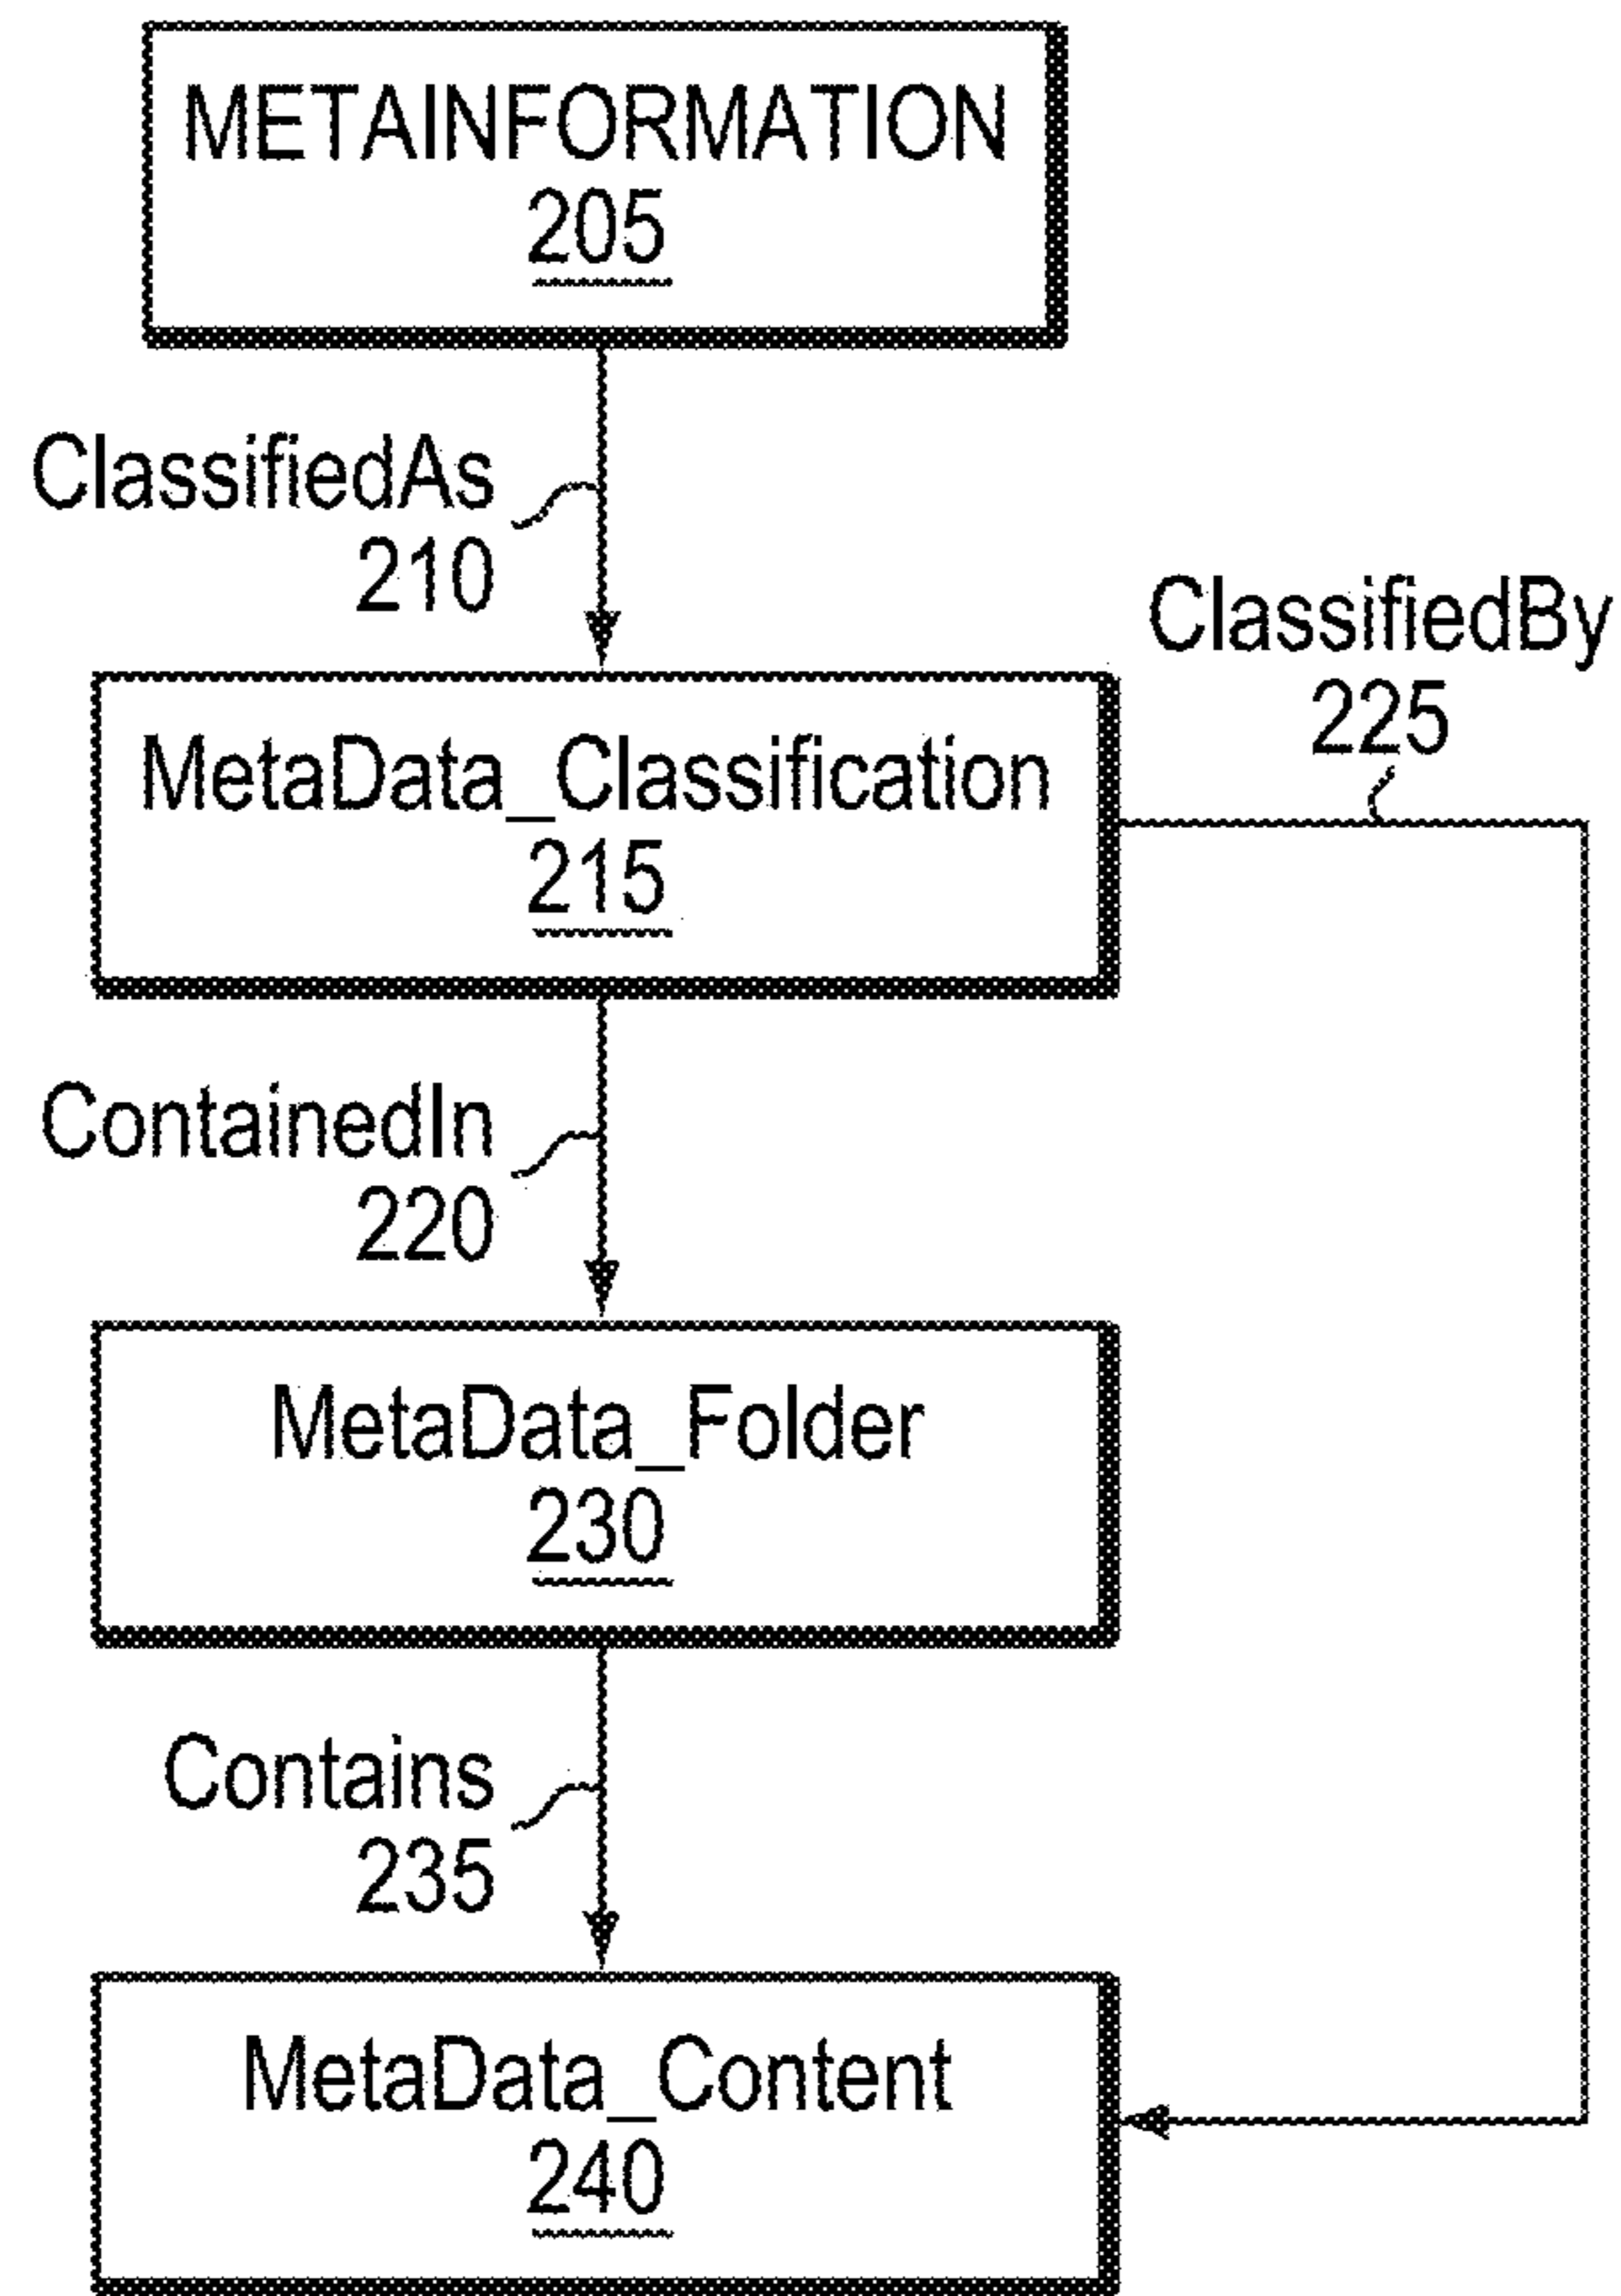 METAINFORMATION
205
ClassifiedAs
210
ClassifiedBy
225
MetaData_Classification
215
ContainedIn
220
MetaData_Folder
230
Contains
235
MetaData_Content
240